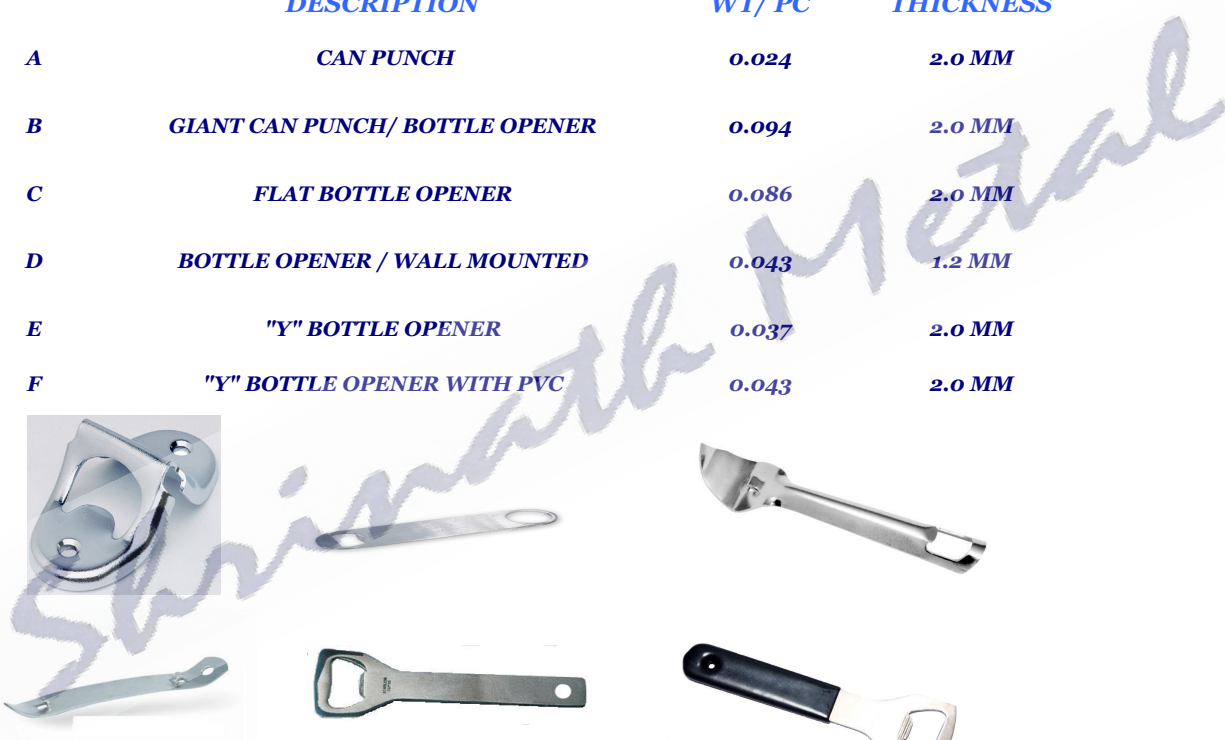 DESCRIPTION WT/ PC THICKNESS
A CAN PUNCH 0.024 2.0 MM
B GIANT CAN PUNCH/ BOTTLE OPENER 0.094 2.0 MM
C FLAT BOTTLE OPENER 0.086 2.0 MM
D BOTTLE OPENER / WALL MOUNTED 0.043 1.2 MM
E "Y" BOTTLE OPENER 0.037 2.0 MM
F "Y" BOTTLE OPENER WITH PVC 0.043 2.0 MM
Shrinath Metal